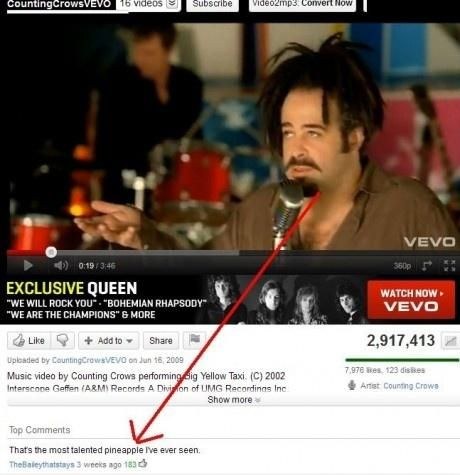 CountingCrowsVEVO 16 videos Subscribe Video2mp3: Convert Now
VEVO
0:19 / 3:46 360p
EXCLUSIVE QUEEN
"WE WILL ROCK YOU" - "BOHEMIAN RHAPSODY"
"WE ARE THE CHAMPIONS" & MORE
WATCH NOW
VEVO
Like + Add to Share 2,917,413
Uploaded by CountingCrowsVEVO on Jun 16, 2009
7,976 likes, 123 dislikes
Music video by Counting Crows performing Big Yellow Taxi. (C) 2002
Artist: Counting Crows
Interscope Geffen (A&M) Records A Division of UMG Recordings Inc.
Show more
Top Comments
That's the most talented pineapple I've ever seen.
TheBaileythatstays 3 weeks ago 183